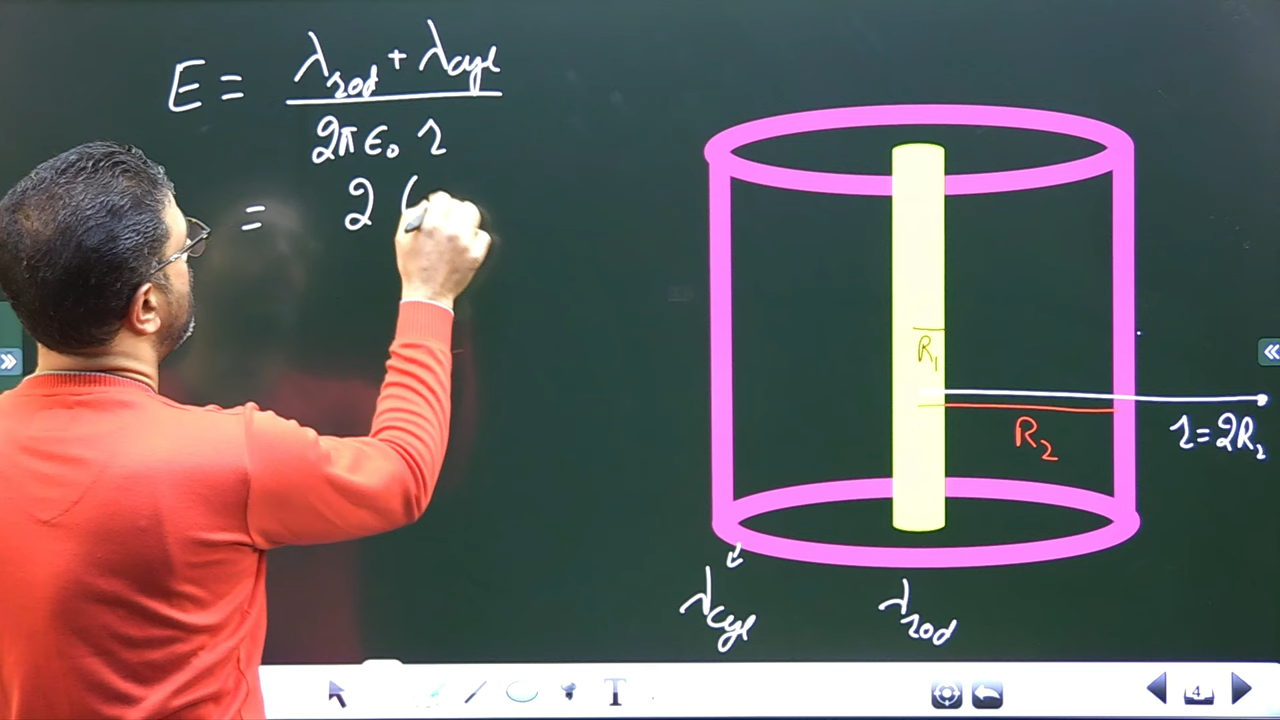 E = λrod + λcyl / 2πϵ₀ r
= 2 (
R₁
R₂
r = 2R₂
λcyl
λrod
4
T